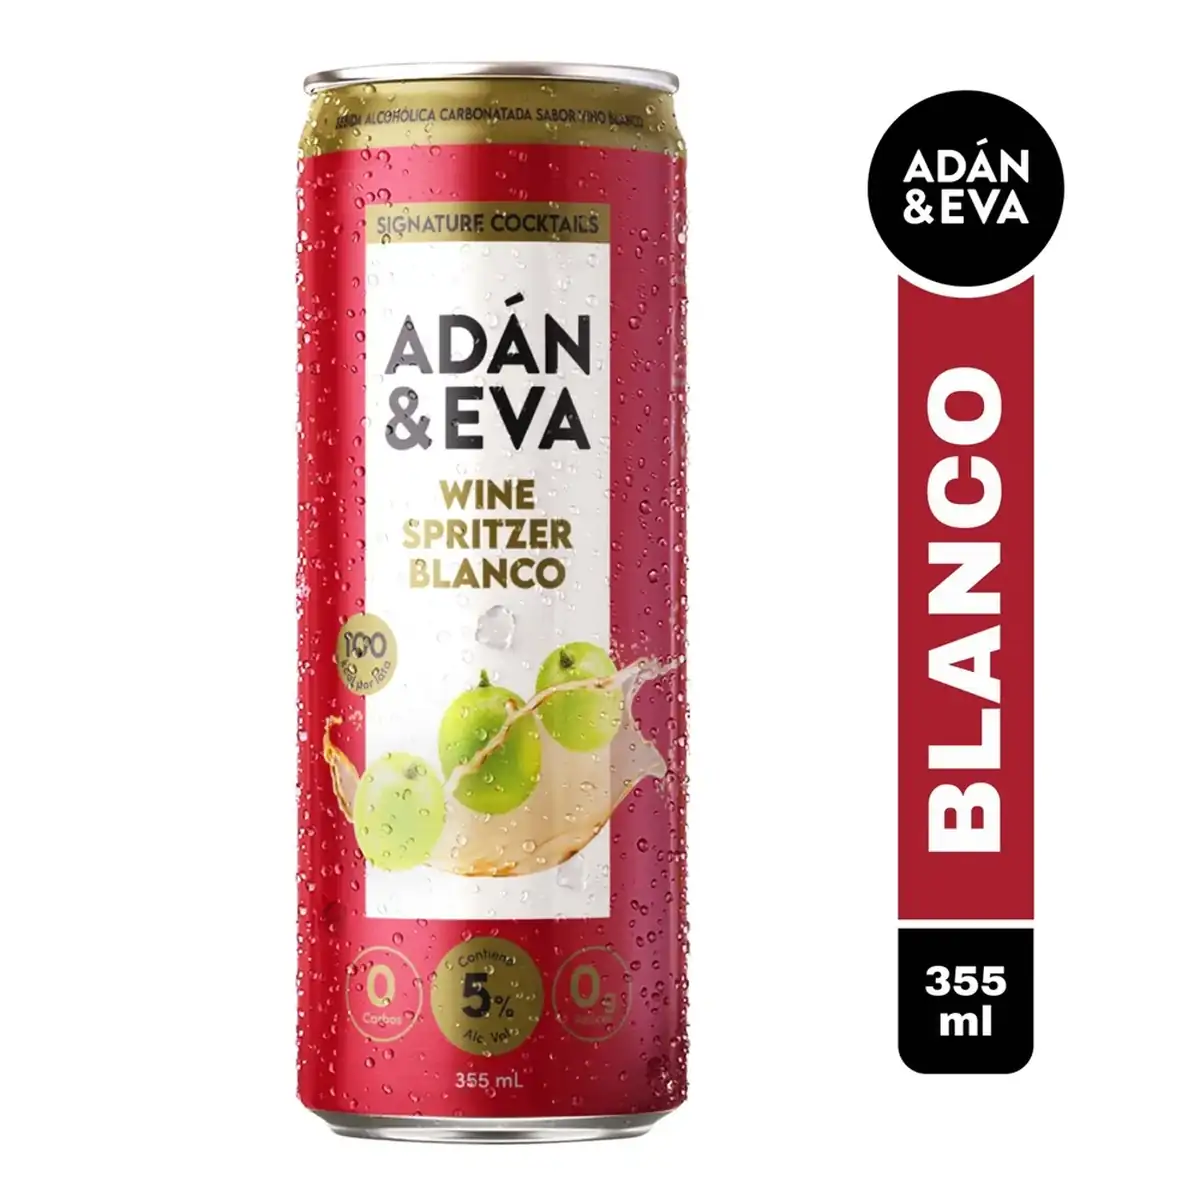 BEBIDA ALCOHÓLICA CARBONATADA SABOR VINO BLANCO
SIGNATURE COCKTAILS
ADÁN
& EVA
WINE
SPRITZER
BLANCO
100
0
Carbos
Contiene
5%
Alc. Vol
0g
355 mL
ADÁN
& EVA
BLANCO
355
ml